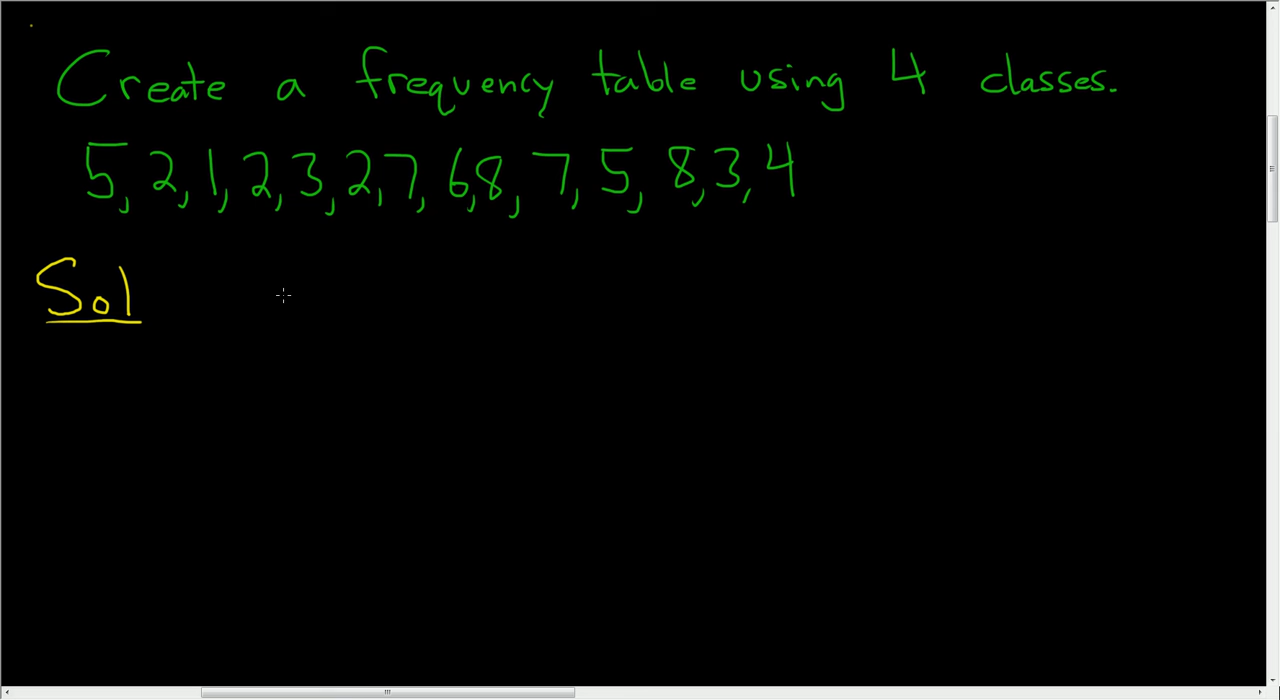 Create a frequency table using 4 classes.
5, 2, 1, 2, 3, 2, 7, 6, 8, 7, 5, 8, 3, 4
Sol